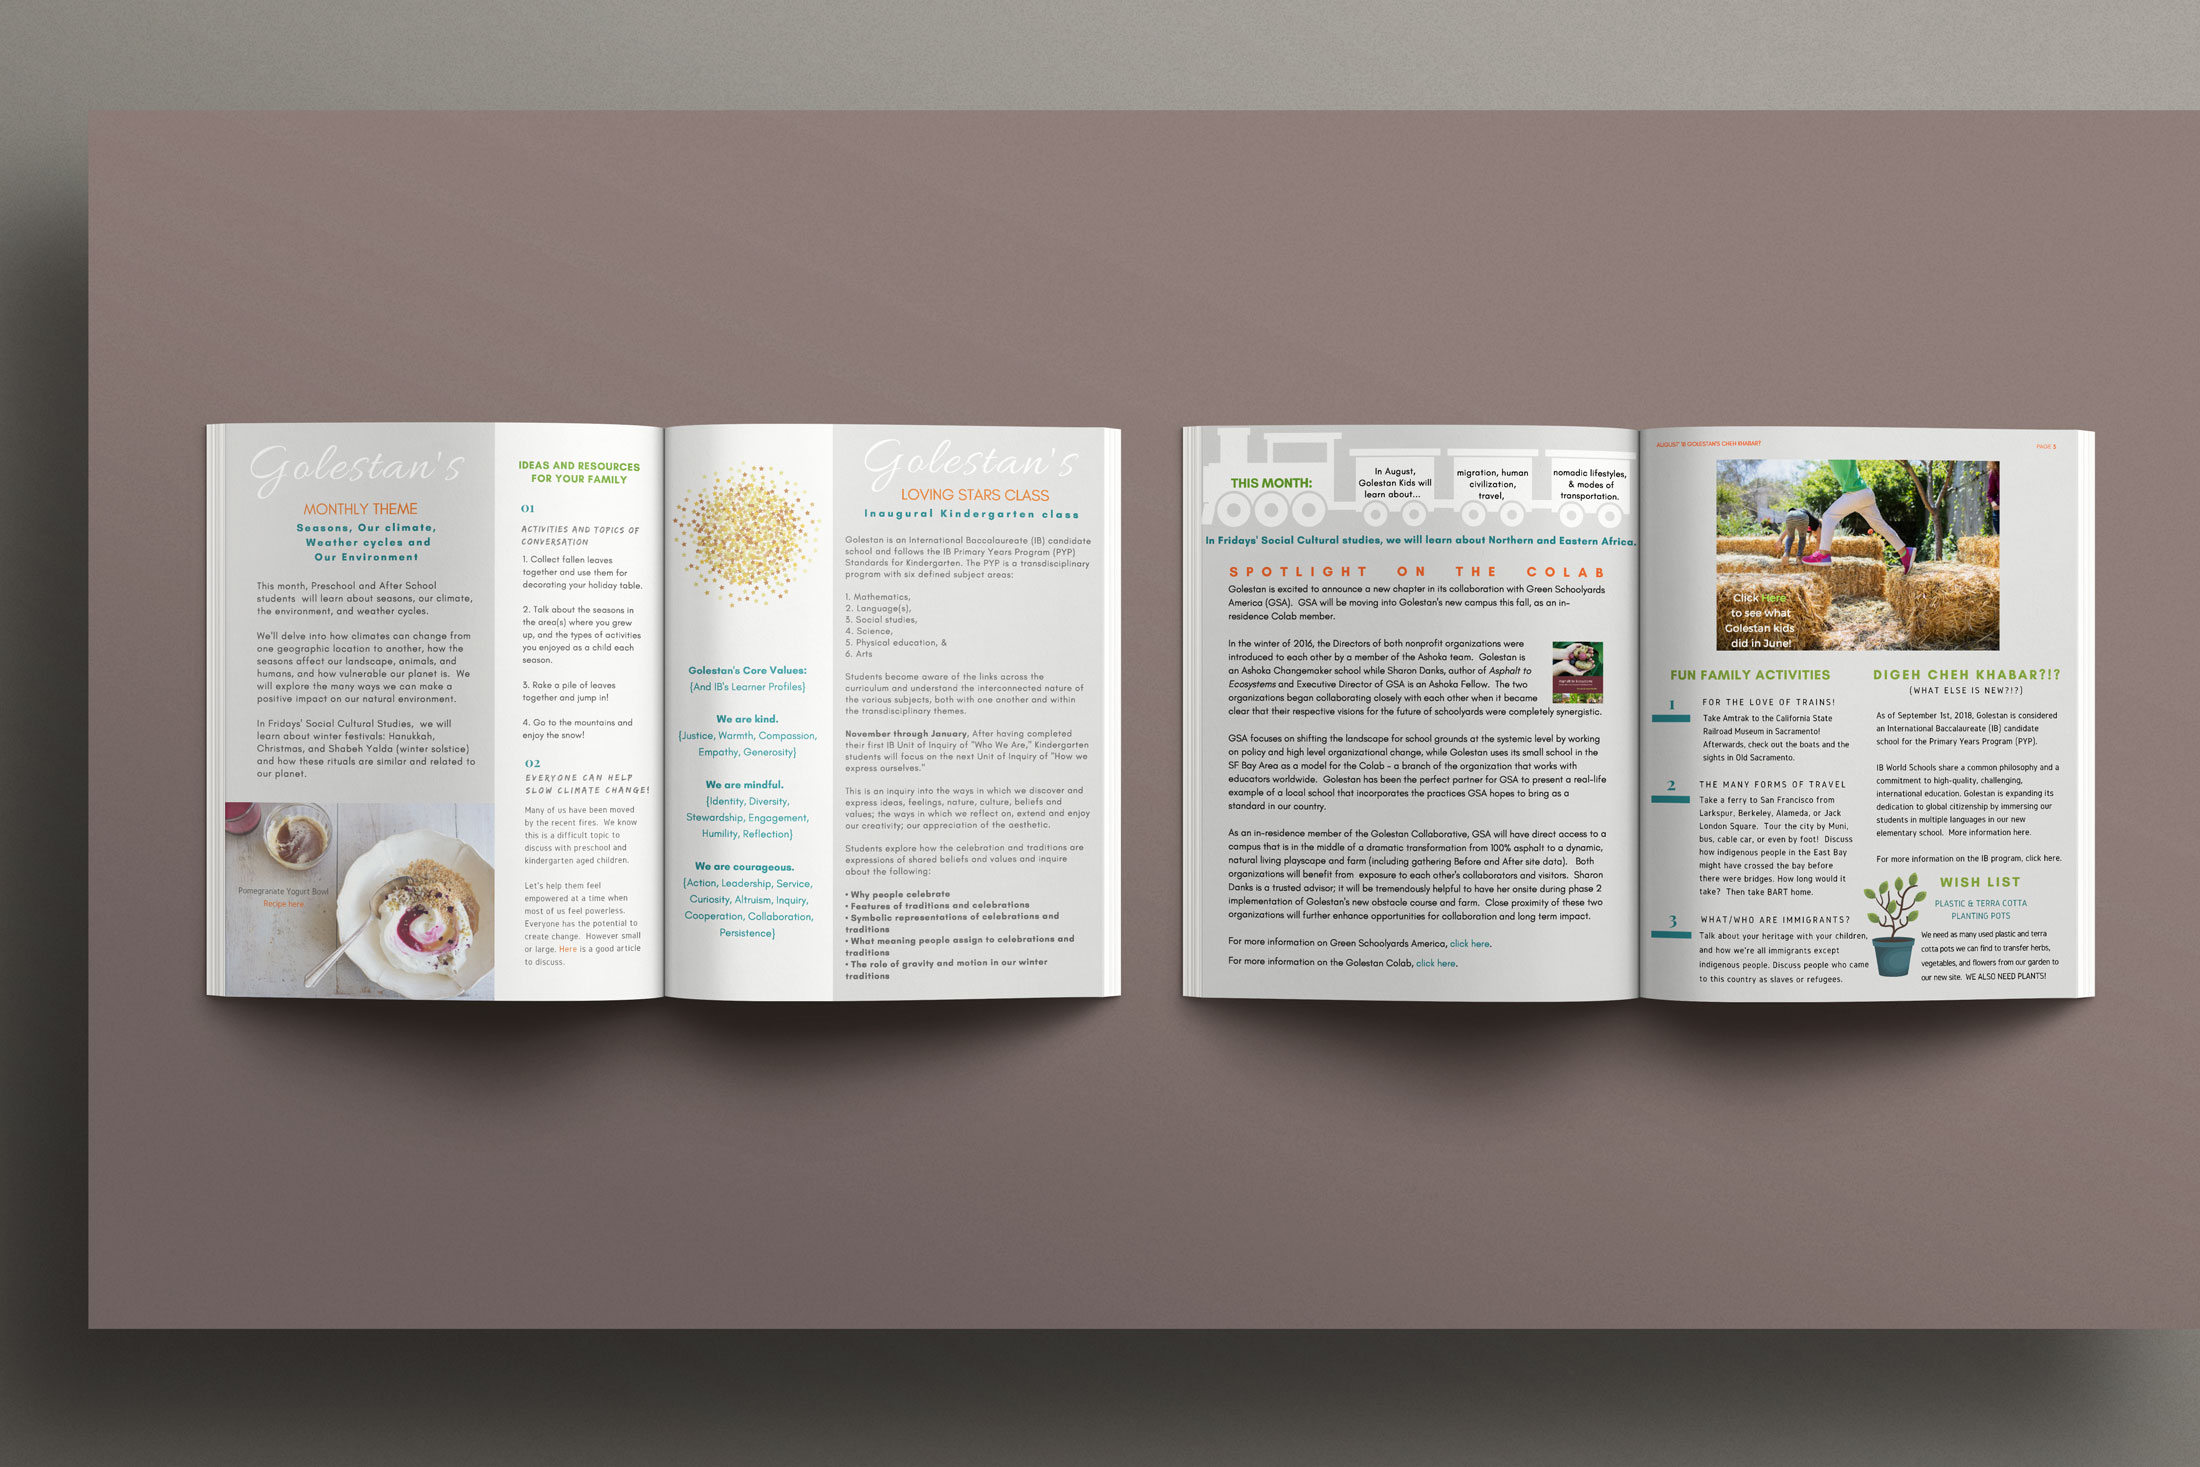 Golestan's
MONTHLY THEME
Seasons, Our climate,
Weather cycles and
Our Environment
This month, Preschool and After School
students will learn about seasons, our climate,
the environment, and weather cycles.
We'll delve into how climates can change from
one geographic location to another, how the
seasons affect our landscape, animals, and
humans, and how vulnerable our planet is. We
will explore the many ways we can make a
positive impact on our natural environment.
In Fridays' Social Cultural Studies, we will
learn about winter festivals: Hanukkah,
Christmas, and Shabeh Yalda (winter solstice)
and how these rituals are similar and related to
our planet.
Pomegranate Yogurt Bowl
Recipe here.
IDEAS AND RESOURCES
FOR YOUR FAMILY
01
ACTIVITIES AND TOPICS OF
CONVERSATION
1. Collect fallen leaves
together and use them for
decorating your holiday table.
2. Talk about the seasons in
the area(s) where you grew
up, and the types of activities
you enjoyed as a child each
season.
3. Rake a pile of leaves
together and jump in!
4. Go to the mountains and
enjoy the snow!
02
EVERYONE CAN HELP
SLOW CLIMATE CHANGE!
Many of us have been moved
by the recent fires. We know
this is a difficult topic to
discuss with preschool and
kindergarten aged children.
Let's help them feel
empowered at a time when
most of us feel powerless.
Everyone has the potential to
create change. However small
or large. Here is a good article
to discuss.
Golestan's Core Values:
{And IB's Learner Profiles}
We are kind.
{Justice, Warmth, Compassion,
Empathy, Generosity}
We are mindful.
{Identity, Diversity,
Stewardship, Engagement,
Humility, Reflection}
We are courageous.
{Action, Leadership, Service,
Curiosity, Altruism, Inquiry,
Cooperation, Collaboration,
Persistence}
Golestan's
LOVING STARS CLASS
Inaugural Kindergarten class
Golestan is an International Baccalaureate (IB) candidate
school and follows the IB Primary Years Program (PYP)
Standards for Kindergarten. The PYP is a transdisciplinary
program with six defined subject areas:
1. Mathematics,
2. Language(s),
3. Social studies,
4. Science,
5. Physical education, &
6. Arts
Students become aware of the links across the
curriculum and understand the interconnected nature of
the various subjects, both with one another and within
the transdisciplinary themes.
November through January, After having completed
their first IB Unit of Inquiry of "Who We Are," Kindergarten
students will focus on the next Unit of Inquiry of "How we
express ourselves."
This is an inquiry into the ways in which we discover and
express ideas, feelings, nature, culture, beliefs and
values; the ways in which we reflect on, extend and enjoy
our creativity; our appreciation of the aesthetic.
Students explore how the celebration and traditions are
expressions of shared beliefs and values and inquire
about the following:
• Why people celebrate
• Features of traditions and celebrations
• Symbolic representations of celebrations and
traditions
• What meaning people assign to celebrations and
traditions
• The role of gravity and motion in our winter
traditions
THIS MONTH:
In August,
Golestan Kids will
learn about...
migration, human
civilization,
travel,
nomadic lifestyles,
& modes of
transportation.
In Fridays' Social Cultural studies, we will learn about Northern and Eastern Africa.
SPOTLIGHT ON THE COLAB
Golestan is excited to announce a new chapter in its collaboration with Green Schoolyards
America (GSA). GSA will be moving into Golestan's new campus this fall, as an in-
residence Colab member.
In the winter of 2016, the Directors of both nonprofit organizations were
introduced to each other by a member of the Ashoka team. Golestan is
an Ashoka Changemaker school while Sharon Danks, author of Asphalt to
Ecosystems and Executive Director of GSA is an Ashoka Fellow. The two
organizations began collaborating closely with each other when it became
clear that their respective visions for the future of schoolyards were completely synergistic.
GSA focuses on shifting the landscape for school grounds at the systemic level by working
on policy and high level organizational change, while Golestan uses its small school in the
SF Bay Area as a model for the Colab - a branch of the organization that works with
educators worldwide. Golestan has been the perfect partner for GSA to present a real-life
example of a local school that incorporates the practices GSA hopes to bring as a
standard in our country.
As an in-residence member of the Golestan Collaborative, GSA will have direct access to a
campus that is in the middle of a dramatic transformation from 100% asphalt to a dynamic,
natural living playscape and farm (including gathering Before and After site data). Both
organizations will benefit from exposure to each other's collaborators and visitors. Sharon
Danks is a trusted advisor; it will be tremendously helpful to have her onsite during phase 2
implementation of Golestan's new obstacle course and farm. Close proximity of these two
organizations will further enhance opportunities for collaboration and long term impact.
For more information on Green Schoolyards America, click here.
For more information on the Golestan Colab, click here.
AUGUST '18 GOLESTAN'S CHEH KHABAR?
PAGE 3
Click Here
to see what
Golestan kids
did in June!
FUN FAMILY ACTIVITIES
1
FOR THE LOVE OF TRAINS!
Take Amtrak to the California State
Railroad Museum in Sacramento!
Afterwards, check out the boats and the
sights in Old Sacramento.
2
THE MANY FORMS OF TRAVEL
Take a ferry to San Francisco from
Larkspur, Berkeley, Alameda, or Jack
London Square. Tour the city by Muni,
bus, cable car, or even by foot! Discuss
how indigenous people in the East Bay
might have crossed the bay before
there were bridges. How long would it
take? Then take BART home.
3
WHAT/WHO ARE IMMIGRANTS?
Talk about your heritage with your children,
and how we're all immigrants except
indigenous people. Discuss people who came
to this country as slaves or refugees.
DIGEH CHEH KHABAR?!?
(WHAT ELSE IS NEW?!?)
As of September 1st, 2018, Golestan is considered
an International Baccalaureate (IB) candidate
school for the Primary Years Program (PYP).
IB World Schools share a common philosophy and a
commitment to high-quality, challenging,
international education. Golestan is expanding its
dedication to global citizenship by immersing our
students in multiple languages in our new
elementary school. More information here.
For more information on the IB program, click here.
WISH LIST
PLASTIC & TERRA COTTA
PLANTING POTS
We need as many used plastic and terra
cotta pots we can find to transfer herbs,
vegetables, and flowers from our garden to
our new site. WE ALSO NEED PLANTS!